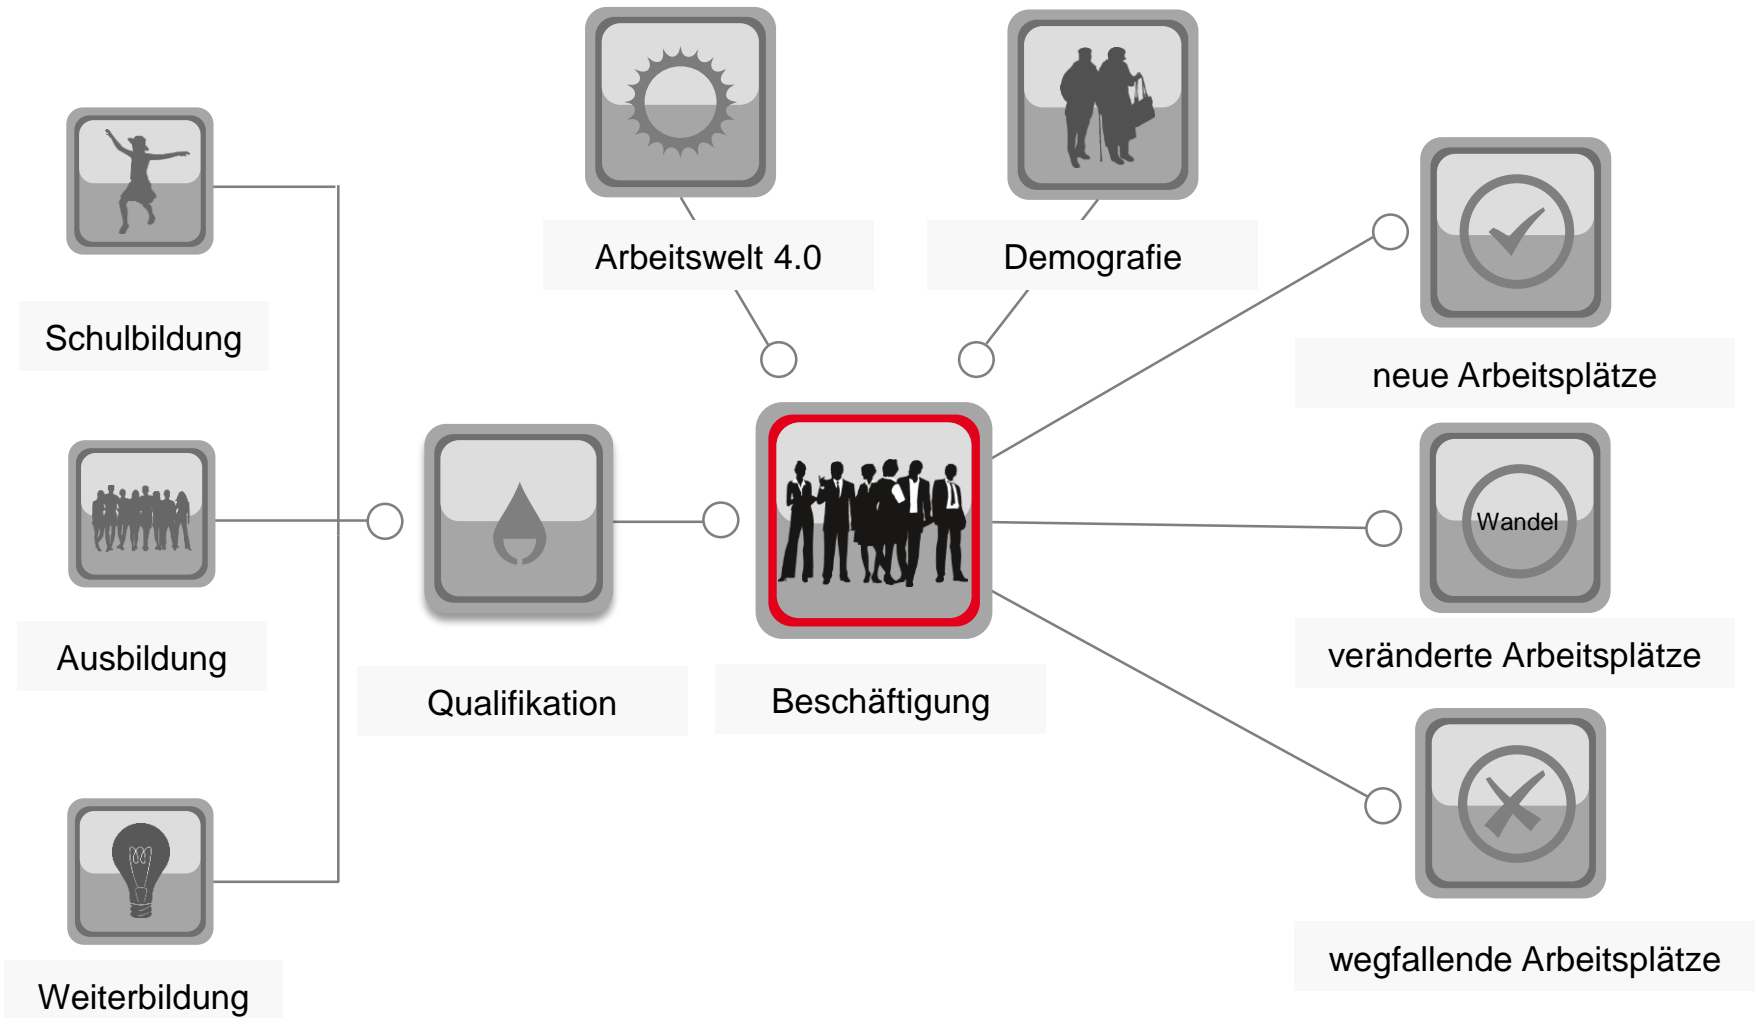 Arbeitswelt 4.0
Demografie
Schulbildung
neue Arbeitsplätze
Wandel
Ausbildung
veränderte Arbeitsplätze
Qualifikation
Beschäftigung
wegfallende Arbeitsplätze
Weiterbildung